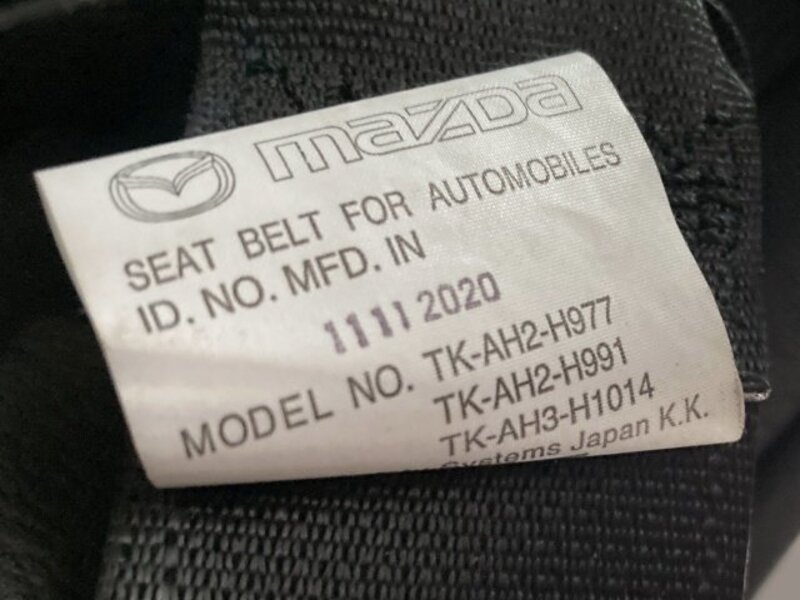 mazDa
SEAT BELT FOR AUTOMOBILES
ID. NO. MFD. IN
1111 2020
MODEL NO. TK-AH2-H977
TK-AH2-H991
TK-AH3-H1014
Systems Japan K.K.